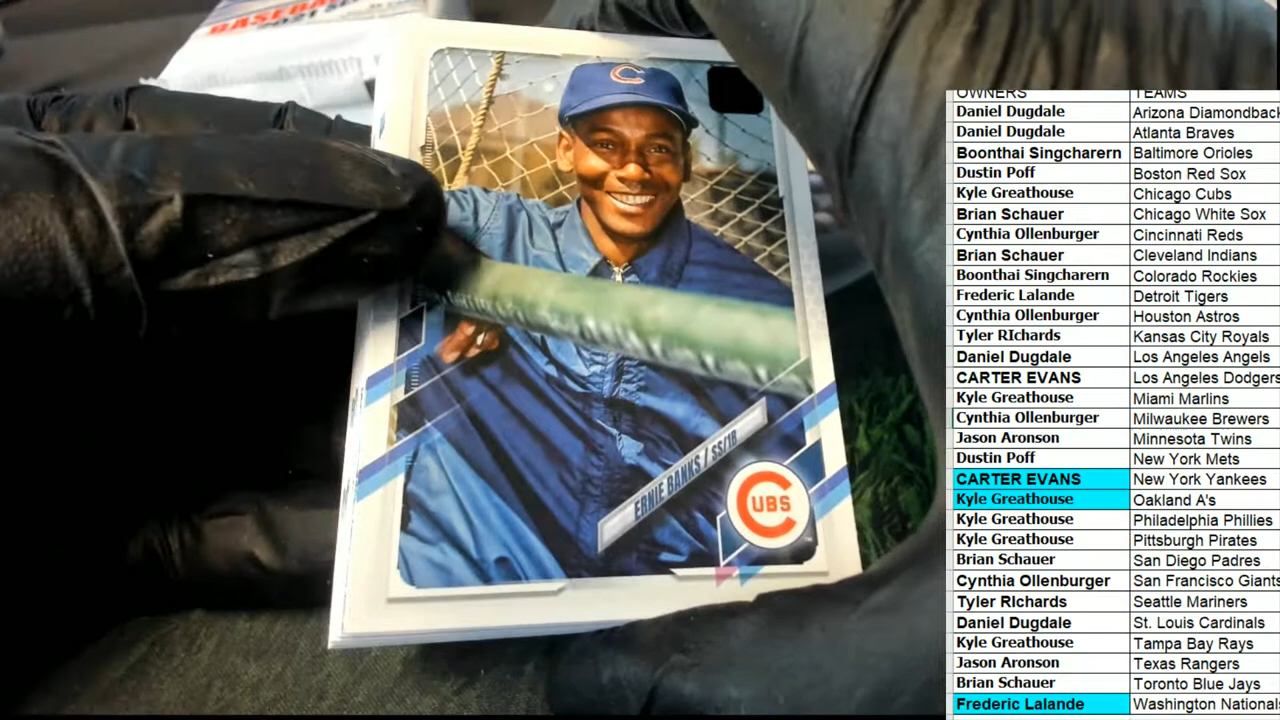 BASEBALL
C
ERNIE BANKS / SS/1B
CUBS
OWNERS TEAMS
Daniel Dugdale Arizona Diamondback
Daniel Dugdale Atlanta Braves
Boonthai Singcharern Baltimore Orioles
Dustin Poff Boston Red Sox
Kyle Greathouse Chicago Cubs
Brian Schauer Chicago White Sox
Cynthia Ollenburger Cincinnati Reds
Brian Schauer Cleveland Indians
Boonthai Singcharern Colorado Rockies
Frederic Lalande Detroit Tigers
Cynthia Ollenburger Houston Astros
Tyler RIchards Kansas City Royals
Daniel Dugdale Los Angeles Angels
CARTER EVANS Los Angeles Dodgers
Kyle Greathouse Miami Marlins
Cynthia Ollenburger Milwaukee Brewers
Jason Aronson Minnesota Twins
Dustin Poff New York Mets
CARTER EVANS New York Yankees
Kyle Greathouse Oakland A's
Kyle Greathouse Philadelphia Phillies
Kyle Greathouse Pittsburgh Pirates
Brian Schauer San Diego Padres
Cynthia Ollenburger San Francisco Giants
Tyler RIchards Seattle Mariners
Daniel Dugdale St. Louis Cardinals
Kyle Greathouse Tampa Bay Rays
Jason Aronson Texas Rangers
Brian Schauer Toronto Blue Jays
Frederic Lalande Washington Nationals